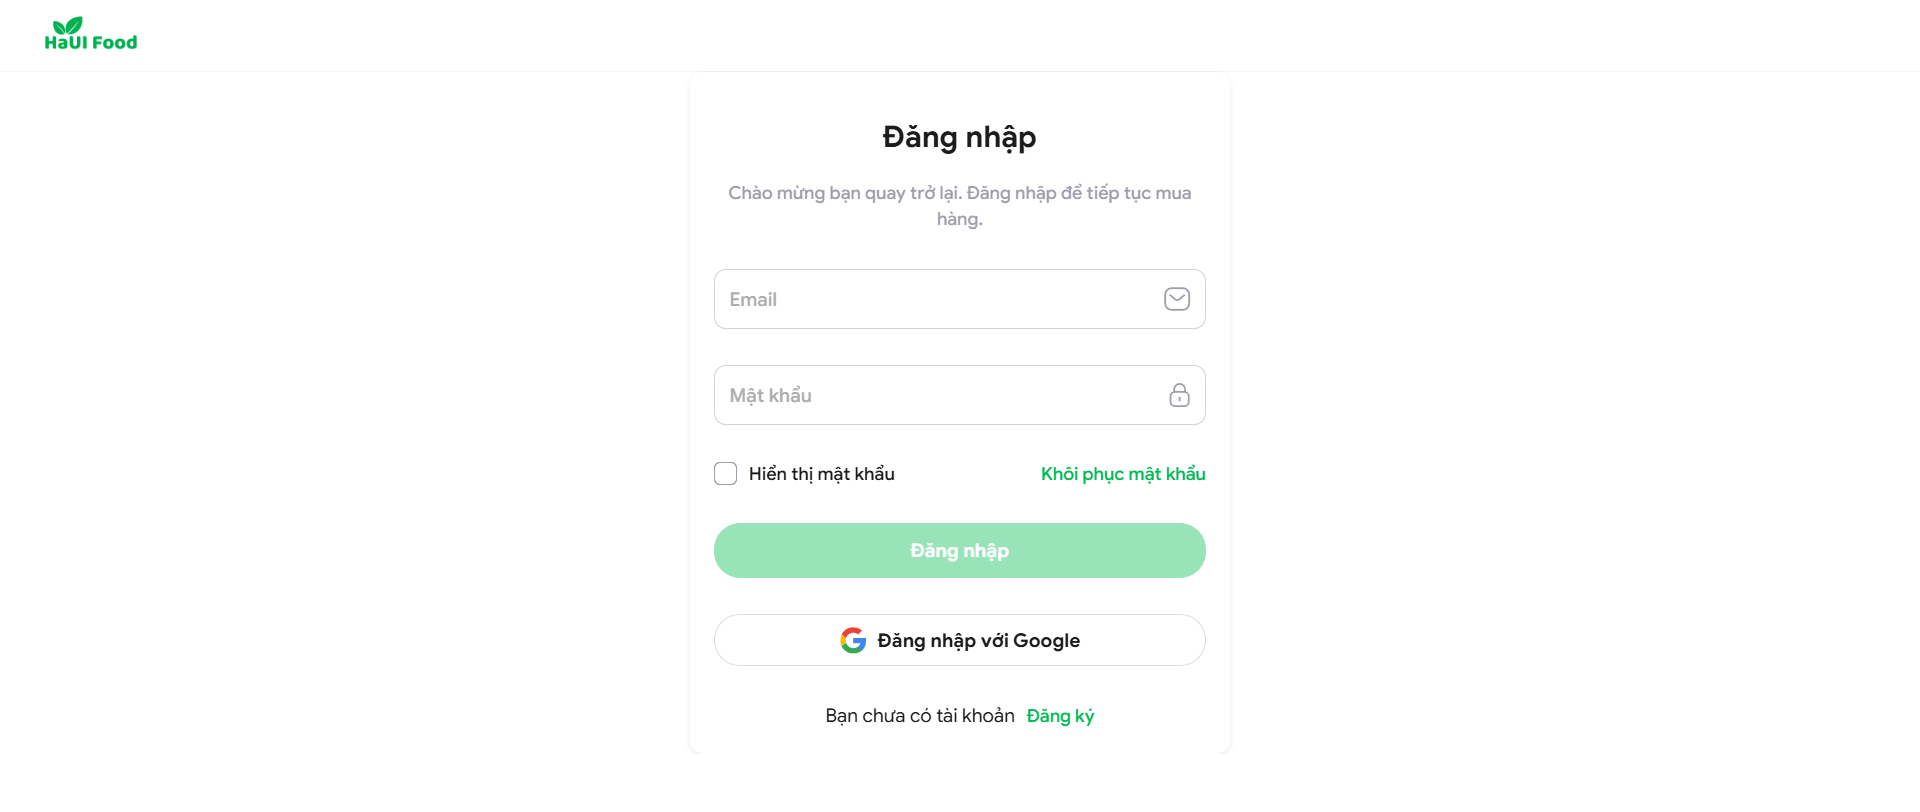 HaUI Food
Đăng nhập
Chào mừng bạn quay trở lại. Đăng nhập để tiếp tục mua
hàng.
Email
Mật khẩu
Hiển thị mật khẩu
Khôi phục mật khẩu
Đăng nhập
Đăng nhập với Google
Bạn chưa có tài khoản Đăng ký